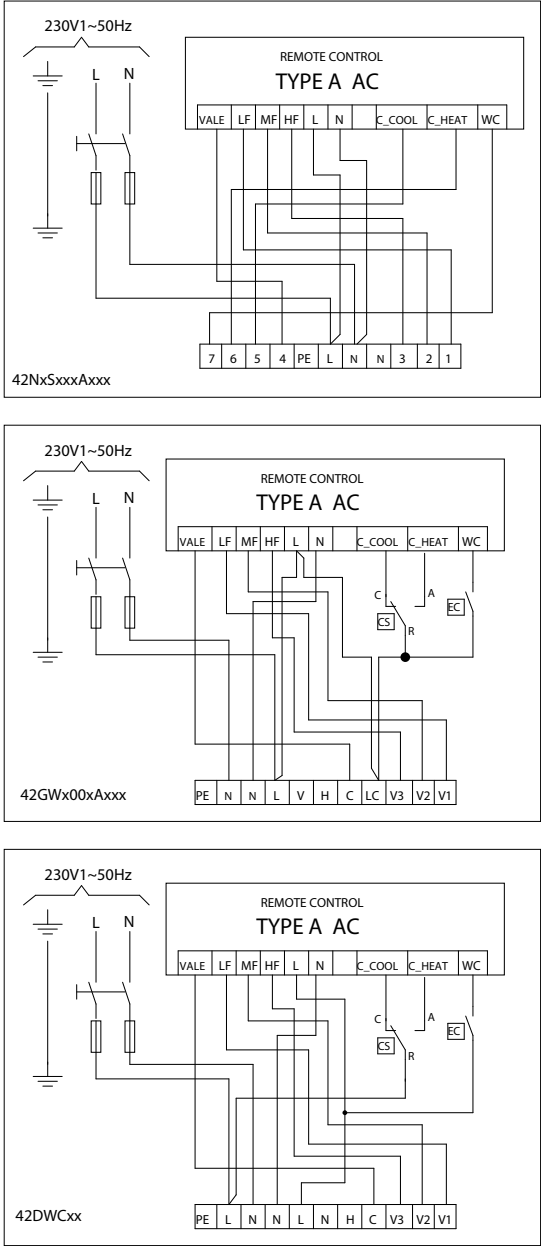 230V1~50Hz
L N
REMOTE CONTROL
TYPE A AC
VALE LF MF HF L N C_COOL C_HEAT WC
7 6 5 4 PE L N N 3 2 1
42NxSxxxAxxx
230V1~50Hz
L N
REMOTE CONTROL
TYPE A AC
VALE LF MF HF L N C_COOL C_HEAT WC
C A
CS EC
R
42GWx00xAxxx
PE N N L V H C LC V3 V2 V1
230V1~50Hz
L N
REMOTE CONTROL
TYPE A AC
VALE LF MF HF L N C_COOL C_HEAT WC
C A
CS EC
R
42DWCxx
PE L N N L N H C V3 V2 V1